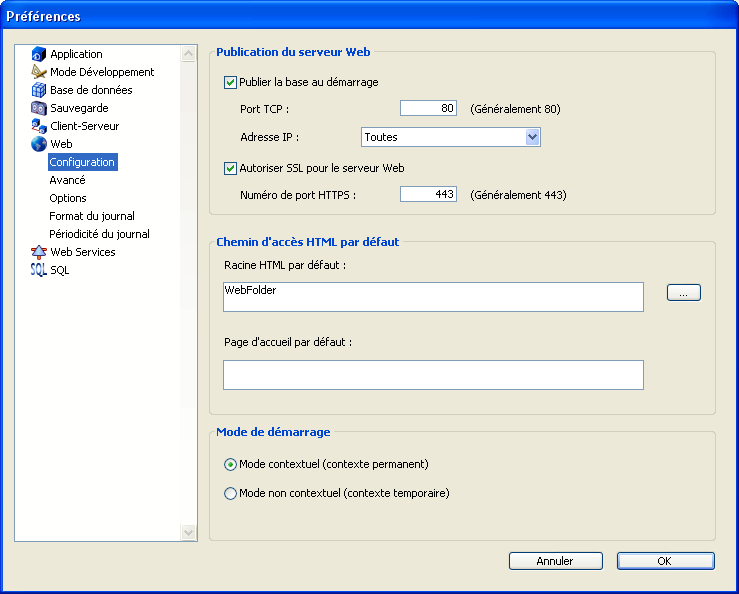 Préférences
Application
Mode Développement
Base de données
Sauvegarde
Client-Serveur
Web
Configuration
Avancé
Options
Format du journal
Périodicité du journal
Web Services
SQL SQL
Publication du serveur Web
Publier la base au démarrage
Port TCP : 80 (Généralement 80)
Adresse IP : Toutes
Autoriser SSL pour le serveur Web
Numéro de port HTTPS : 443 (Généralement 443)
Chemin d'accès HTML par défaut
Racine HTML par défaut :
WebFolder ...
Page d'accueil par défaut :
Mode de démarrage
Mode contextuel (contexte permanent)
Mode non contextuel (contexte temporaire)
Annuler OK